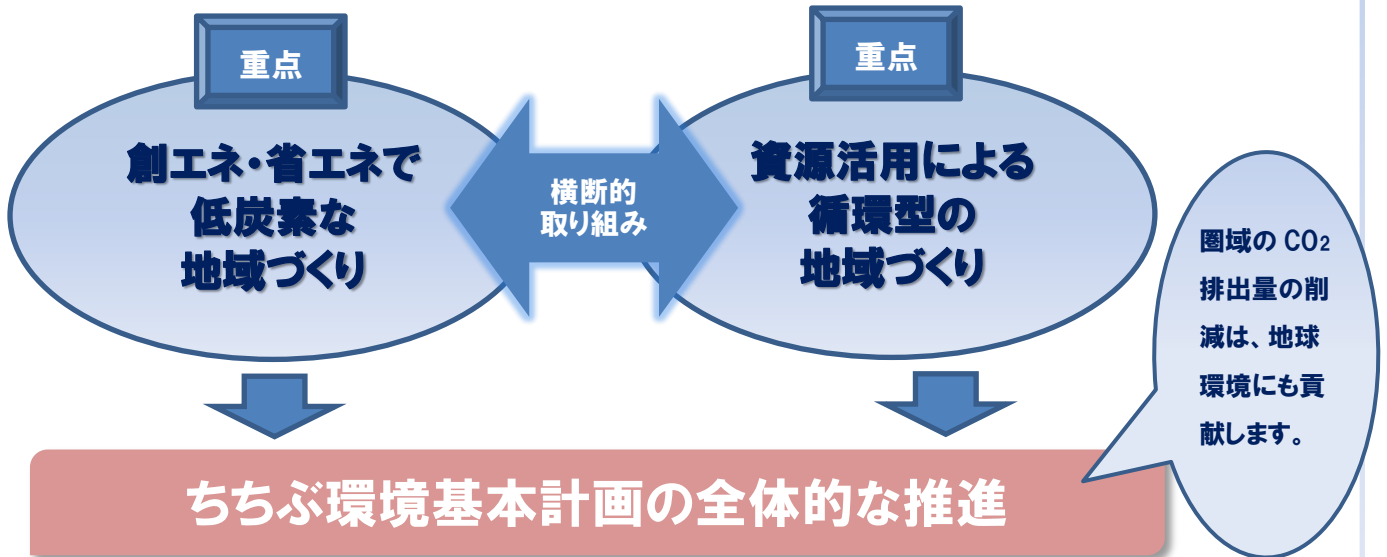 重点
創エネ・省エネで
低炭素な
地域づくり
横断的
取り組み
重点
資源活用による
循環型の
地域づくり
圏域の CO2
排出量の削
減は、地球
環境にも貢
献します。
ちちぶ環境基本計画の全体的な推進